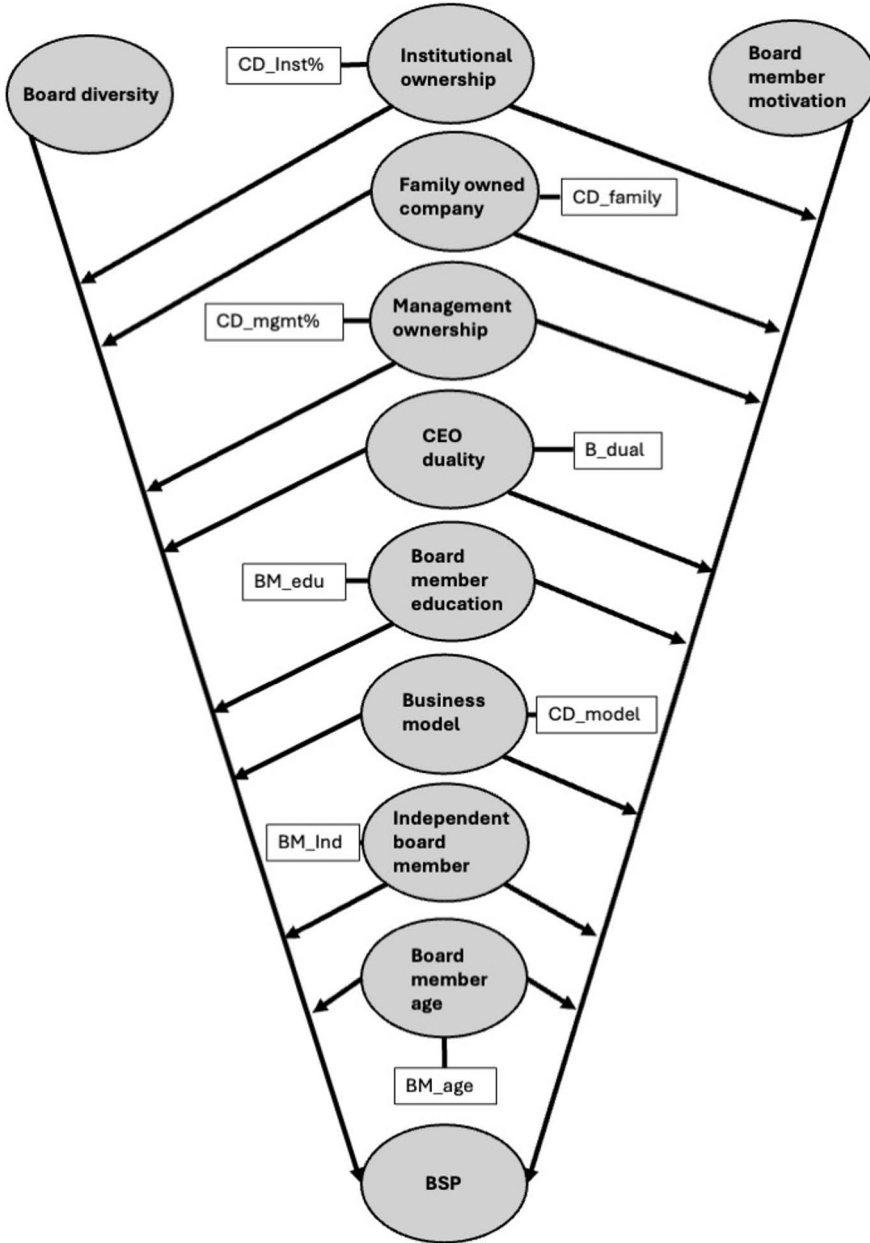 Board diversity
CD_Inst%
Institutional
ownership
Board
member
motivation
Family owned
company
CD_family
CD_mgmt%
Management
ownership
CEO
duality
B_dual
BM_edu
Board
member
education
Business
model
CD_model
BM_Ind
Independent
board
member
Board
member
age
BM_age
BSP